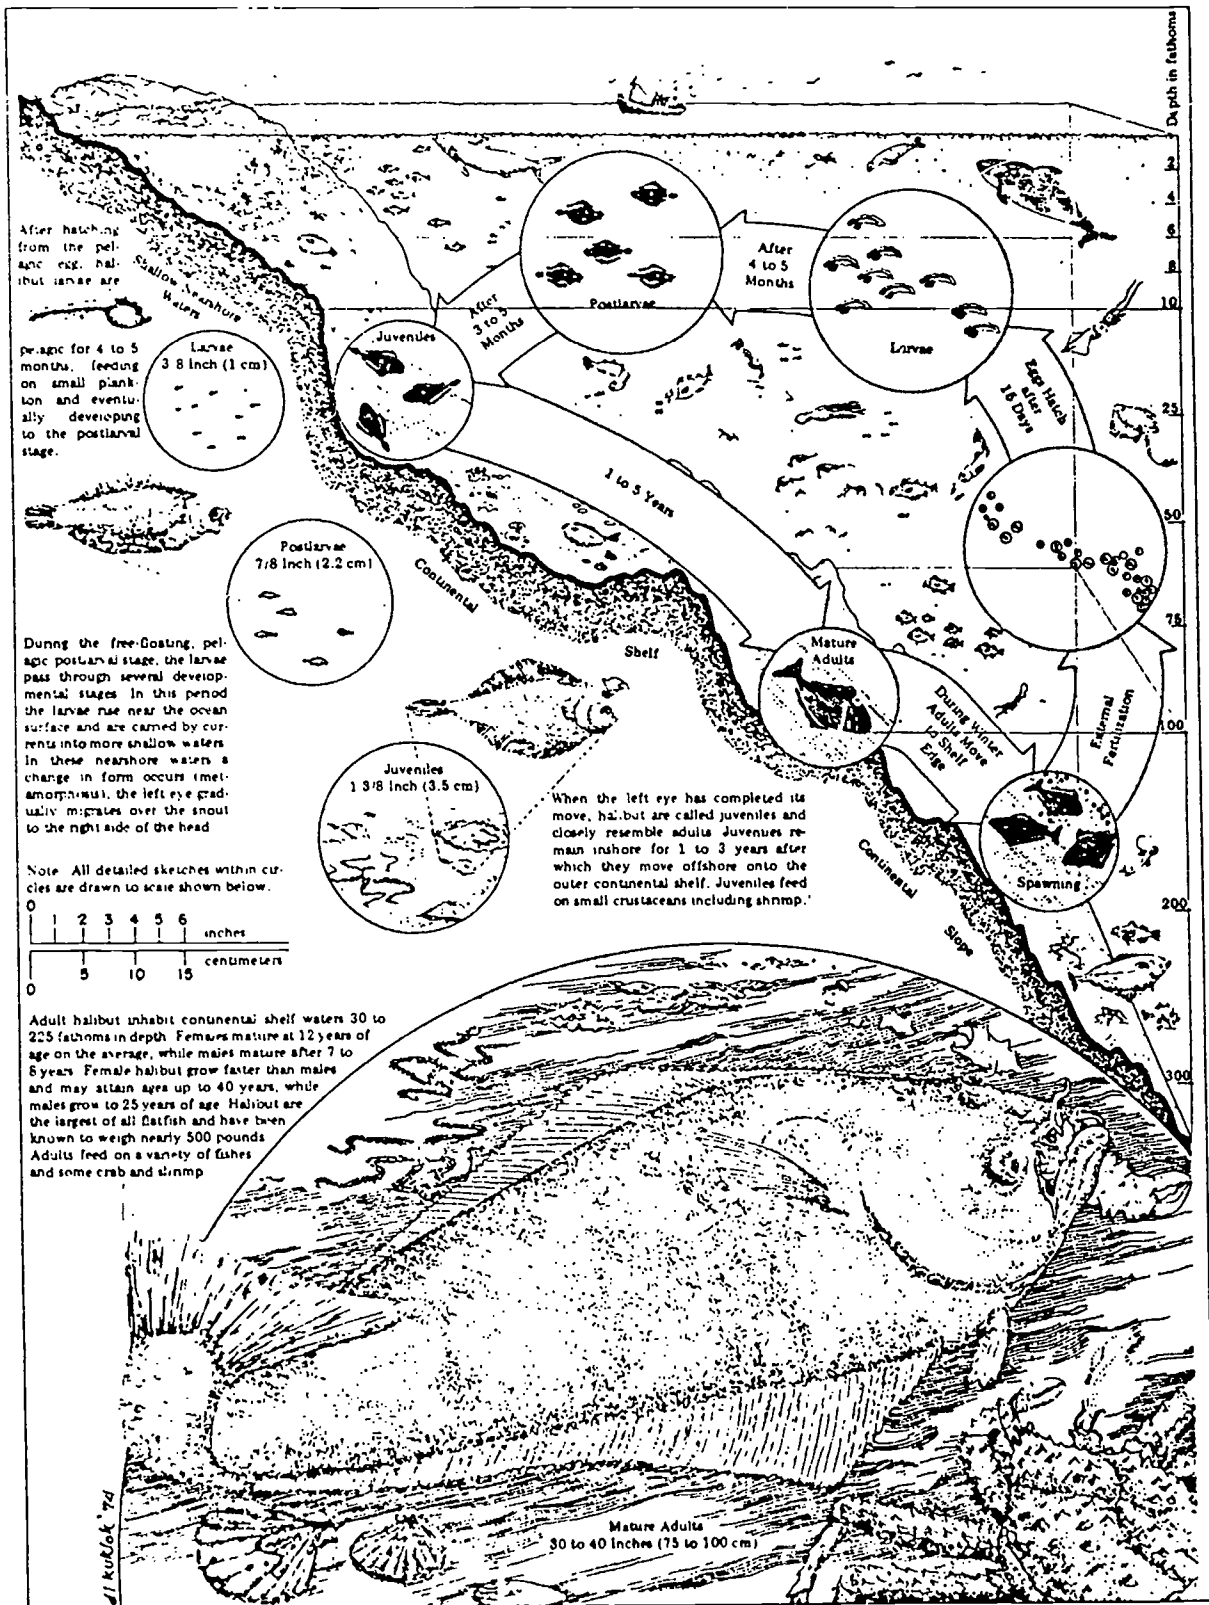 Depth in fathoms
2
4
6
8
10
25
50
75
100
200
300
After hatching
from the pel-
agic egg, hal-
ibut larvae are
pelagic for 4 to 5
months, feeding
on small plank-
ton and eventu-
ally developing
to the postlarval
stage.
Shallow Nearshore
Waters
Larvae
3 8 Inch (1 cm)
Juveniles
After
3 to 5
Months
Postlarvae
After
4 to 5
Months
Larvae
Eggs Hatch
after
16 Days
1 to 5 Years
Postlarvae
7/8 Inch (2.2 cm)
Continental
Shelf
Mature
Adults
During Winter
Adults Move
to Shelf
Edge
External
Fertilization
Spawning
Continental
Slope
During the free-floating, pel-
agic postlarval stage, the larvae
pass through several develop-
mental stages In this period
the larvae rise near the ocean
surface and are carried by cur-
rents into more shallow waters
In these nearshore waters a
change in form occurs (met-
amorphosis), the left eye grad-
ually migrates over the snout
to the right side of the head
Juveniles
1 3/8 Inch (3.5 cm)
When the left eye has completed its
move, halibut are called juveniles and
closely resemble adults Juveniles re-
main inshore for 1 to 3 years after
which they move offshore onto the
outer continental shelf. Juveniles feed
on small crustaceans including shrimp.
Note All detailed sketches within cir-
cles are drawn to scale shown below.
0
1 2 3 4 5 6 inches
5 10 15 centimeters
0
Adult halibut inhabit continental shelf waters 30 to
225 fathoms in depth Females mature at 12 years of
age on the average, while males mature after 7 to
8 years Female halibut grow faster than males
and may attain ages up to 40 years, while
males grow to 25 years of age Halibut are
the largest of all flatfish and have been
known to weigh nearly 500 pounds
Adults feed on a variety of fishes
and some crab and shrimp
Mature Adults
30 to 40 Inches (75 to 100 cm)